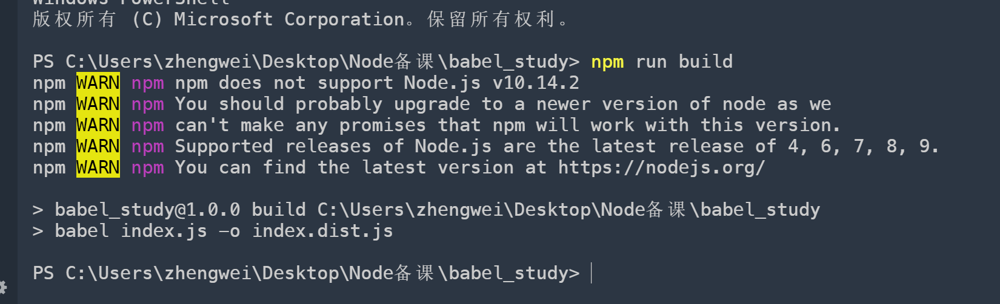 Windows PowerShell
版权所有 (C) Microsoft Corporation。保留所有权利。
PS C:\Users\zhengwei\Desktop\Node备课\babel_study> npm run build
npm WARN npm npm does not support Node.js v10.14.2
npm WARN npm You should probably upgrade to a newer version of node as we
npm WARN npm can't make any promises that npm will work with this version.
npm WARN npm Supported releases of Node.js are the latest release of 4, 6, 7, 8, 9.
npm WARN npm You can find the latest version at https://nodejs.org/
> babel_study@1.0.0 build C:\Users\zhengwei\Desktop\Node备课\babel_study
> babel index.js -o index.dist.js
PS C:\Users\zhengwei\Desktop\Node备课\babel_study>